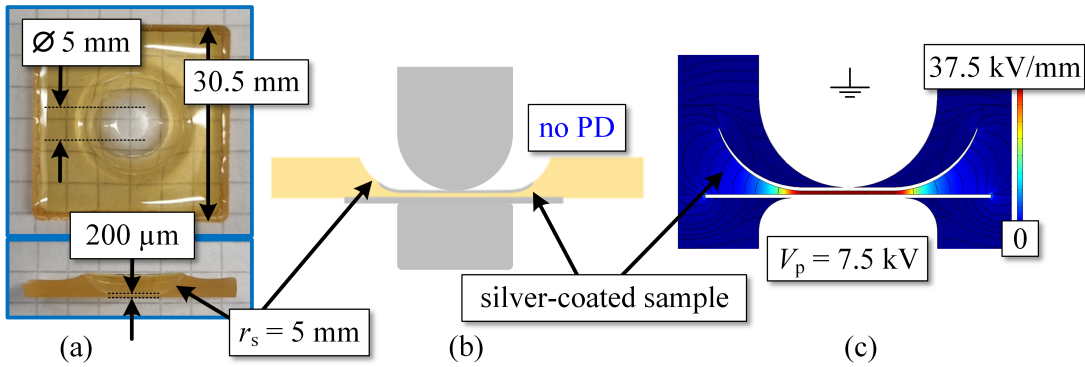 Ø 5 mm
30.5 mm
200 µm
r_s = 5 mm
(a)
no PD
silver-coated sample
(b)
37.5 kV/mm
0
V_p = 7.5 kV
(c)